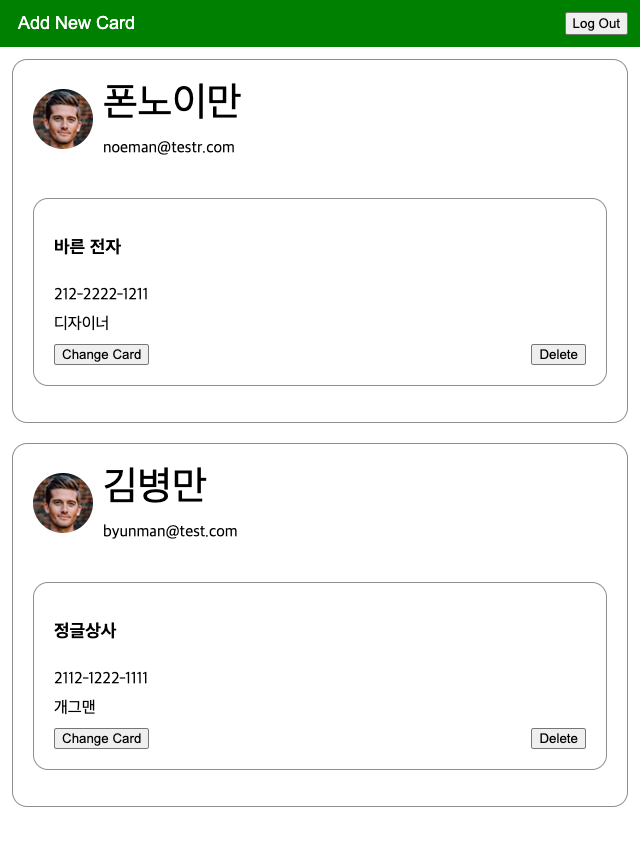 Add New Card
Log Out
폰노이만
noeman@testr.com
바른 전자
212-2222-1211
디자이너
Change Card
Delete
김병만
byunman@test.com
정글상사
2112-1222-1111
개그맨
Change Card
Delete